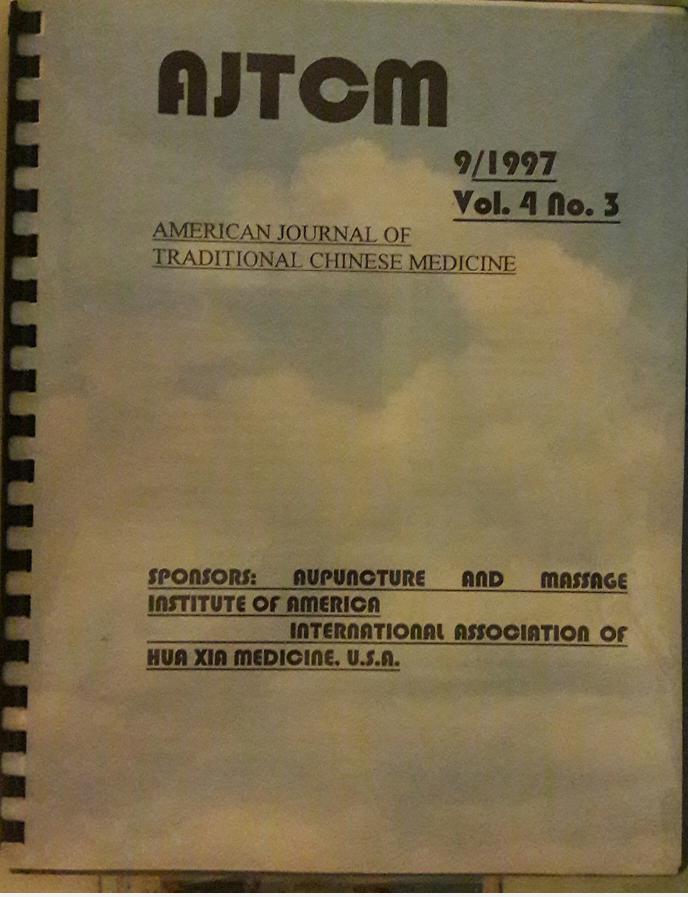 AJTCM
9/1997
Vol. 4 No. 3
AMERICAN JOURNAL OF
TRADITIONAL CHINESE MEDICINE
SPONSORS: AUPUNCTURE AND MASSAGE
INSTITUTE OF AMERICA
INTERNATIONAL ASSOCIATION OF
HUA XIA MEDICINE. U.S.A.